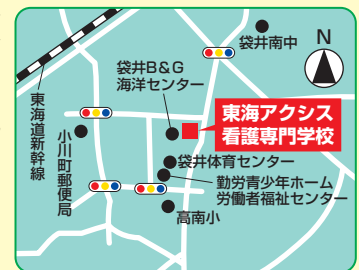 袋井南中
N
袋井B&G
海洋センター
東海道新幹線
小川町郵便局
東海アクシス
看護専門学校
袋井体育センター
勤労青少年ホーム
労働者福祉センター
高南小